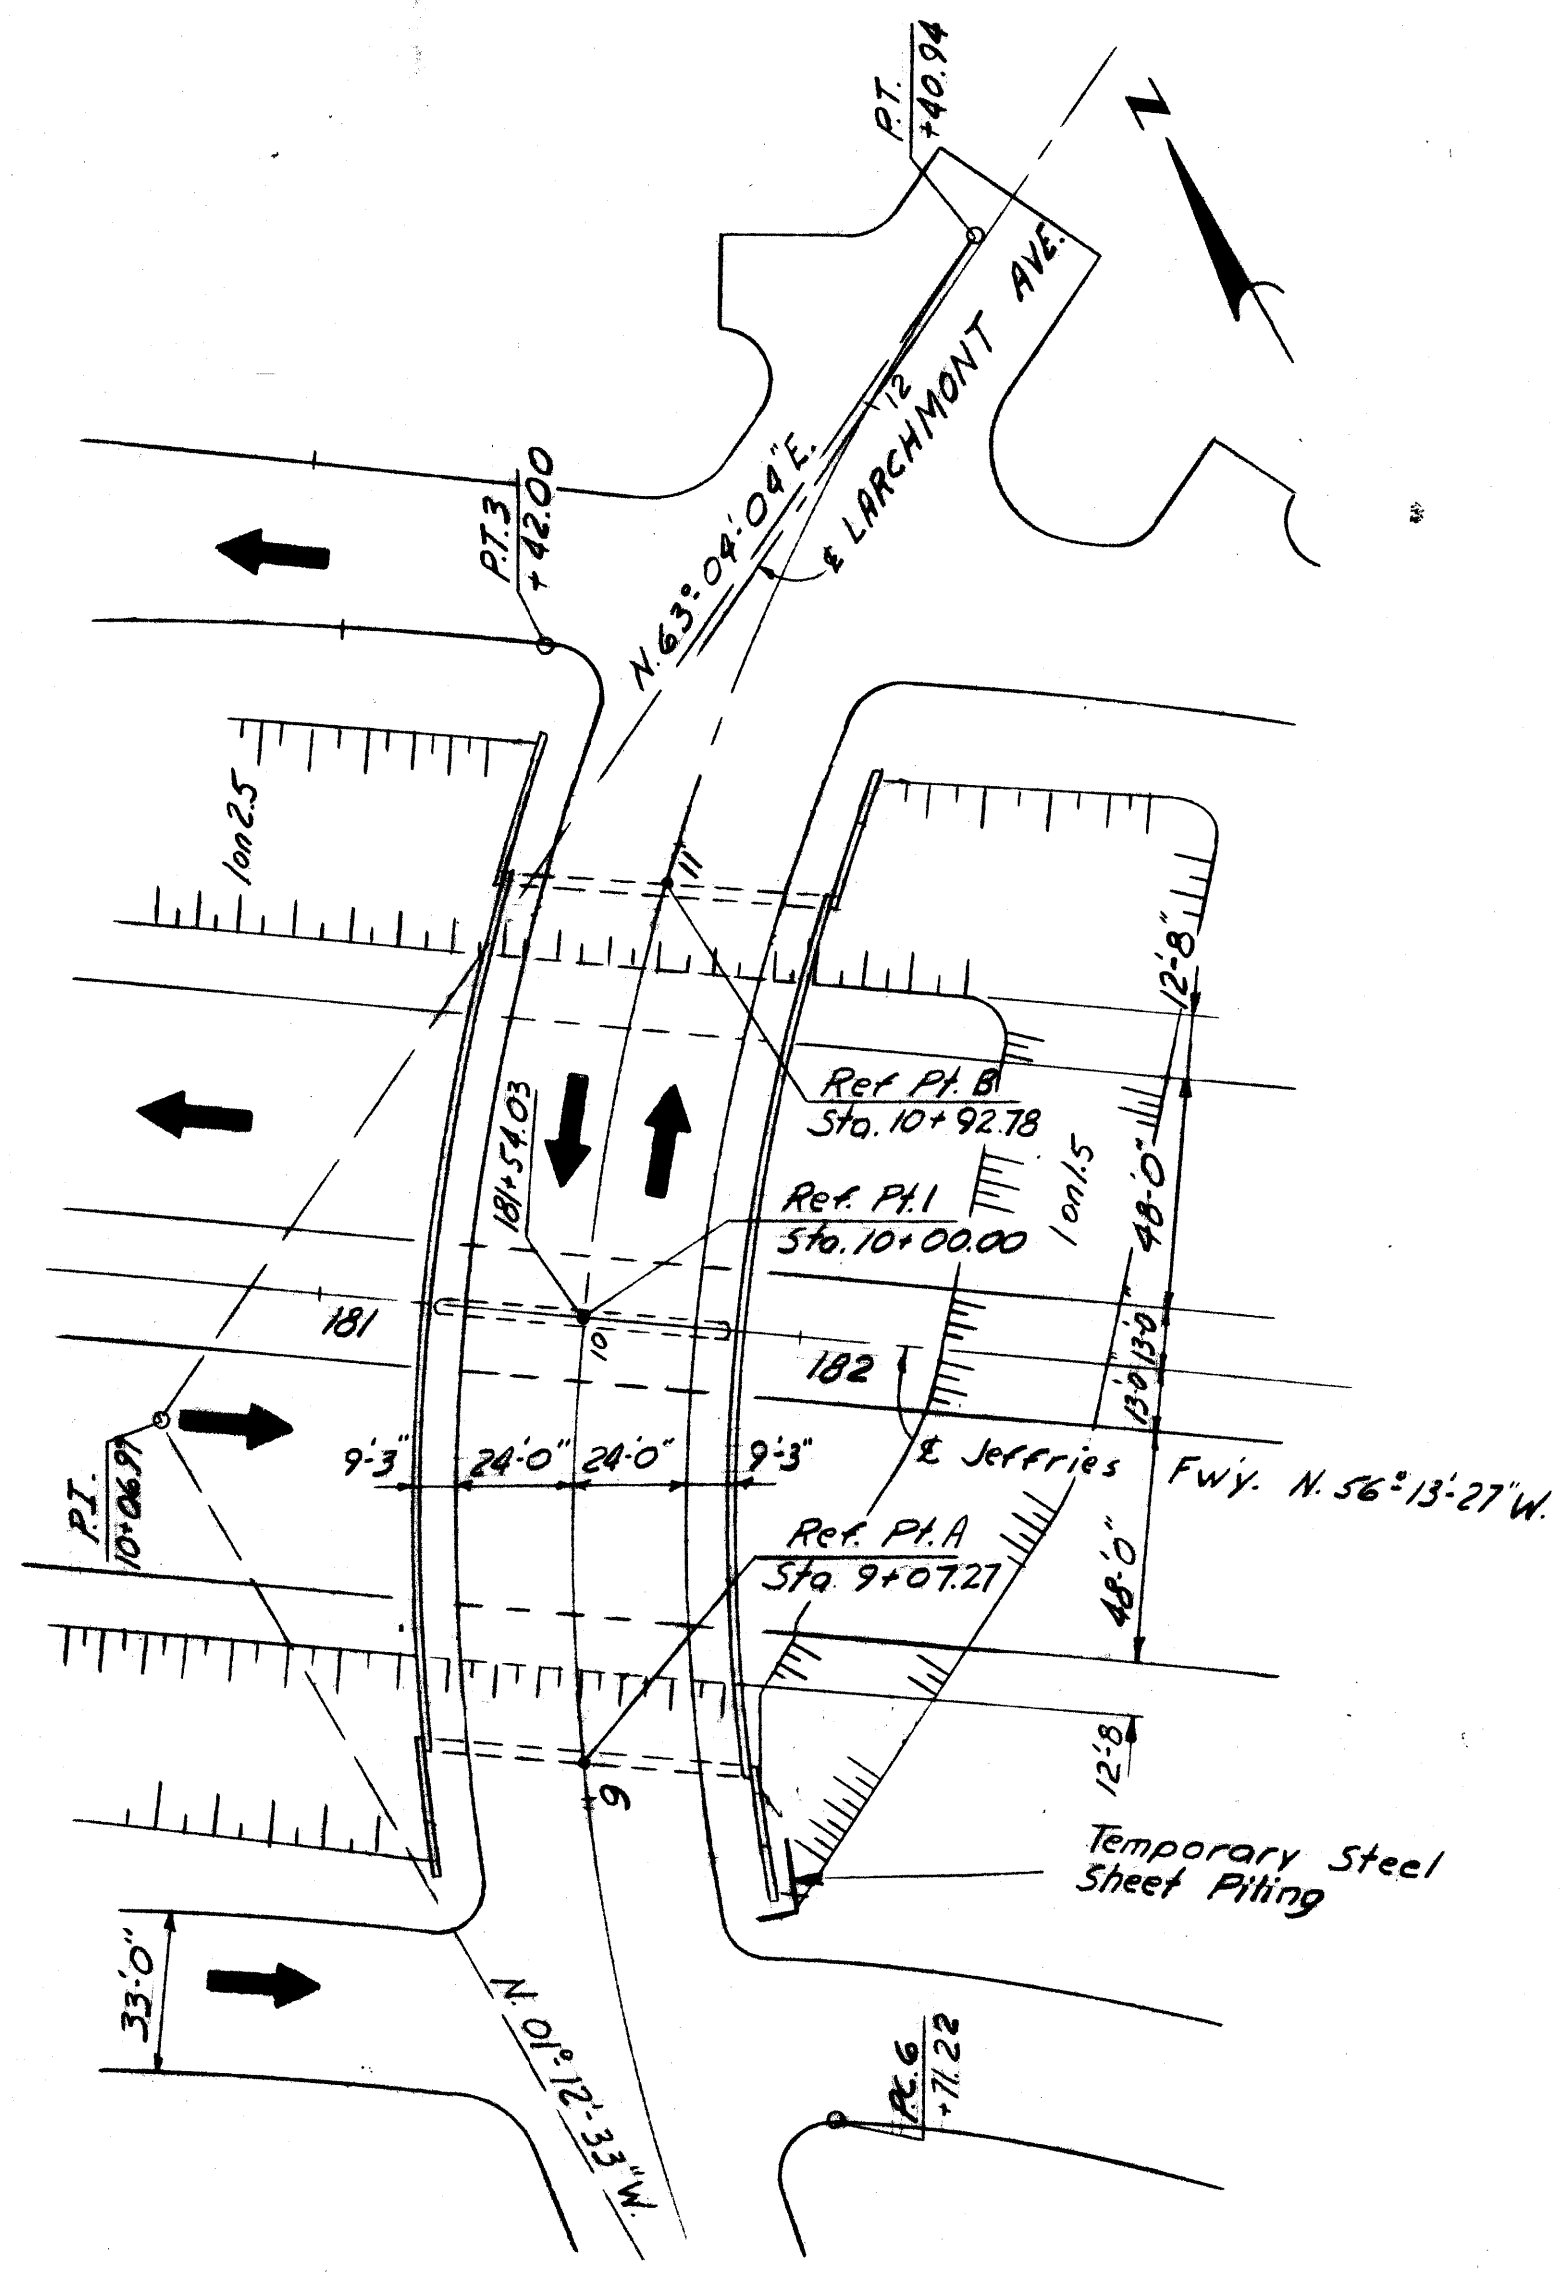 P.T.
+40.94
N
12
℄ LARCHMONT AVE.
N. 63°-04'-04"E.
P.T. 3
+42.00
1 on 2.5
11
12'-8"
Ref Pt. B
Sta. 10+92.78
181+54.03
48'-0"
1 on 1.5
Ref. Pt. 1
Sta. 10+00.00
181
10
182
13'-0" 13'-0"
P.I.
10+06.97
9'-3" 24'-0" 24'-0" 9'-3"
℄ Jeffries Fw'y. N. 56°-13'-27"W.
Ref. Pt. A
Sta 9+07.27
48'-0"
9
12'-8
Temporary Steel
Sheet Piling
33'-0"
N. 10°-12'-33"W.
P.C. 6
+71.22